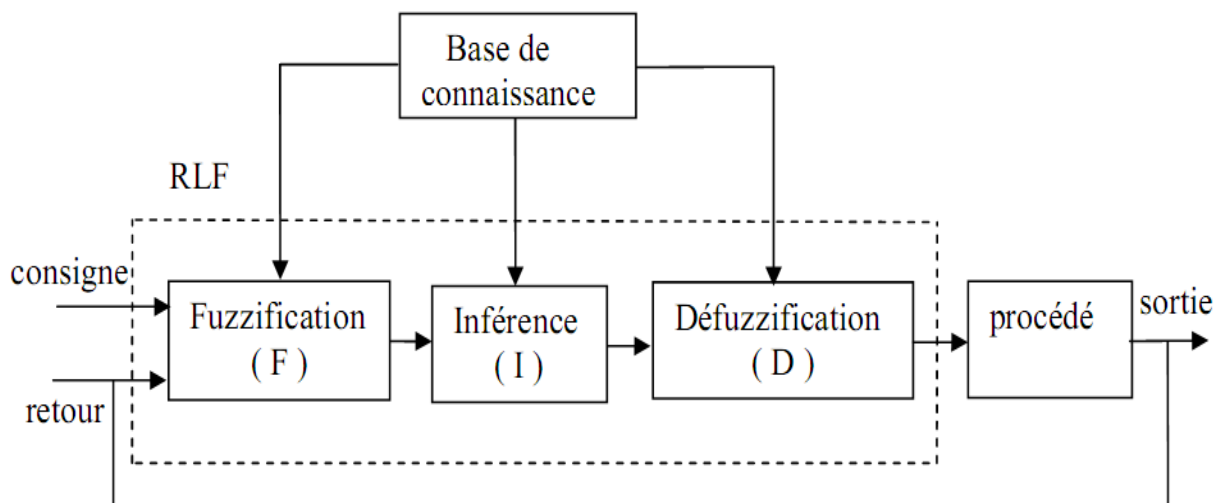 Base de
connaissance
RLF
consigne
Fuzzification
( F )
Inférence
( I )
Défuzzification
( D )
procédé
sortie
retour